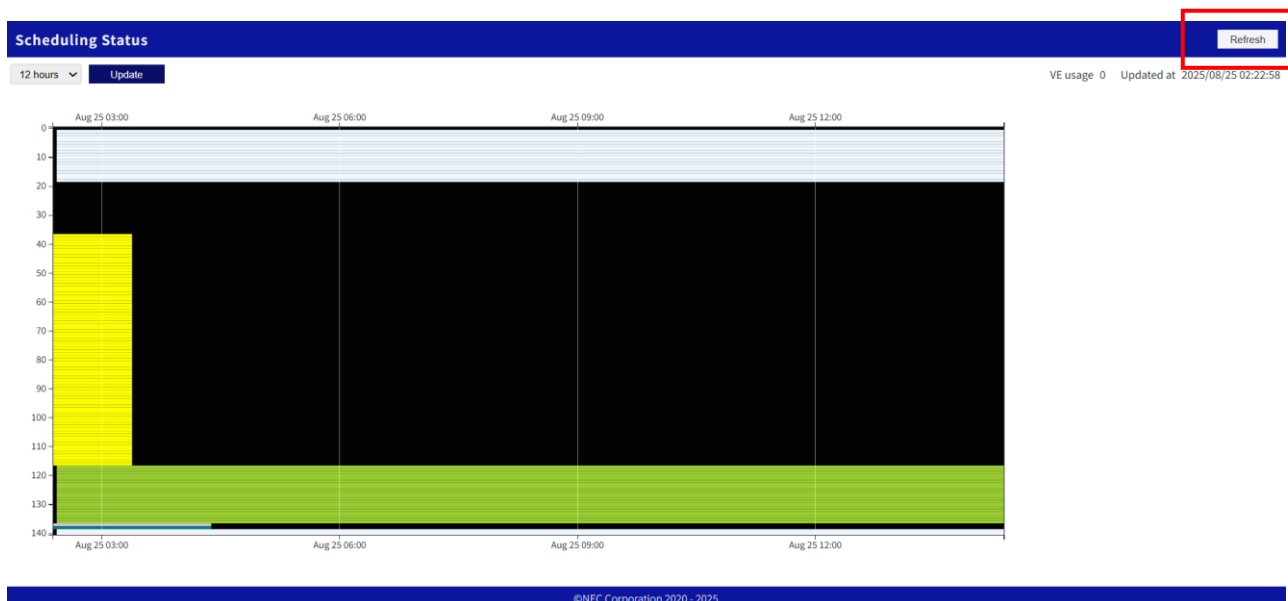 Scheduling Status
Refresh
12 hours
Update
VE usage 0 Updated at 2025/08/25 02:22:58
Aug 25 03:00 Aug 25 06:00 Aug 25 09:00 Aug 25 12:00
0
10
20
30
40
50
60
70
80
90
100
110
120
130
140
Aug 25 03:00 Aug 25 06:00 Aug 25 09:00 Aug 25 12:00
©NEC Corporation 2020 - 2025